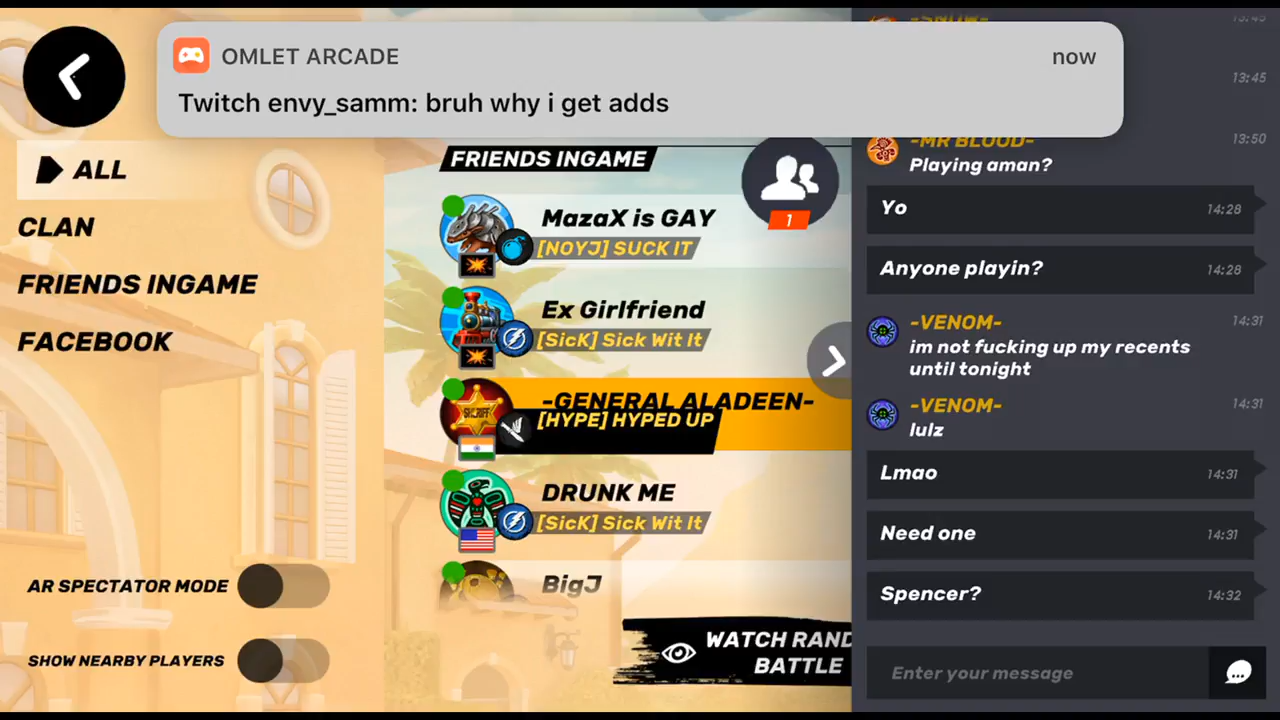 OMLET ARCADE
now
Twitch envy_samm: bruh why i get adds
ALL
CLAN
FRIENDS INGAME
FACEBOOK
AR SPECTATOR MODE
SHOW NEARBY PLAYERS
FRIENDS INGAME
1
MazaX is GAY
[NOYJ] SUCK IT
Ex Girlfriend
[SicK] Sick Wit It
-GENERAL ALADEEN-
[HYPE] HYPED UP
SHERIFF
DRUNK ME
[SicK] Sick Wit It
BigJ
WATCH RAND
BATTLE
-SNOW-
13:45
13:45
-MR BLOOD-
13:50
Playing aman?
Yo
14:28
Anyone playin?
14:28
-VENOM-
14:31
im not fucking up my recents
until tonight
-VENOM-
14:31
lulz
Lmao
14:31
Need one
14:31
Spencer?
14:32
Enter your message